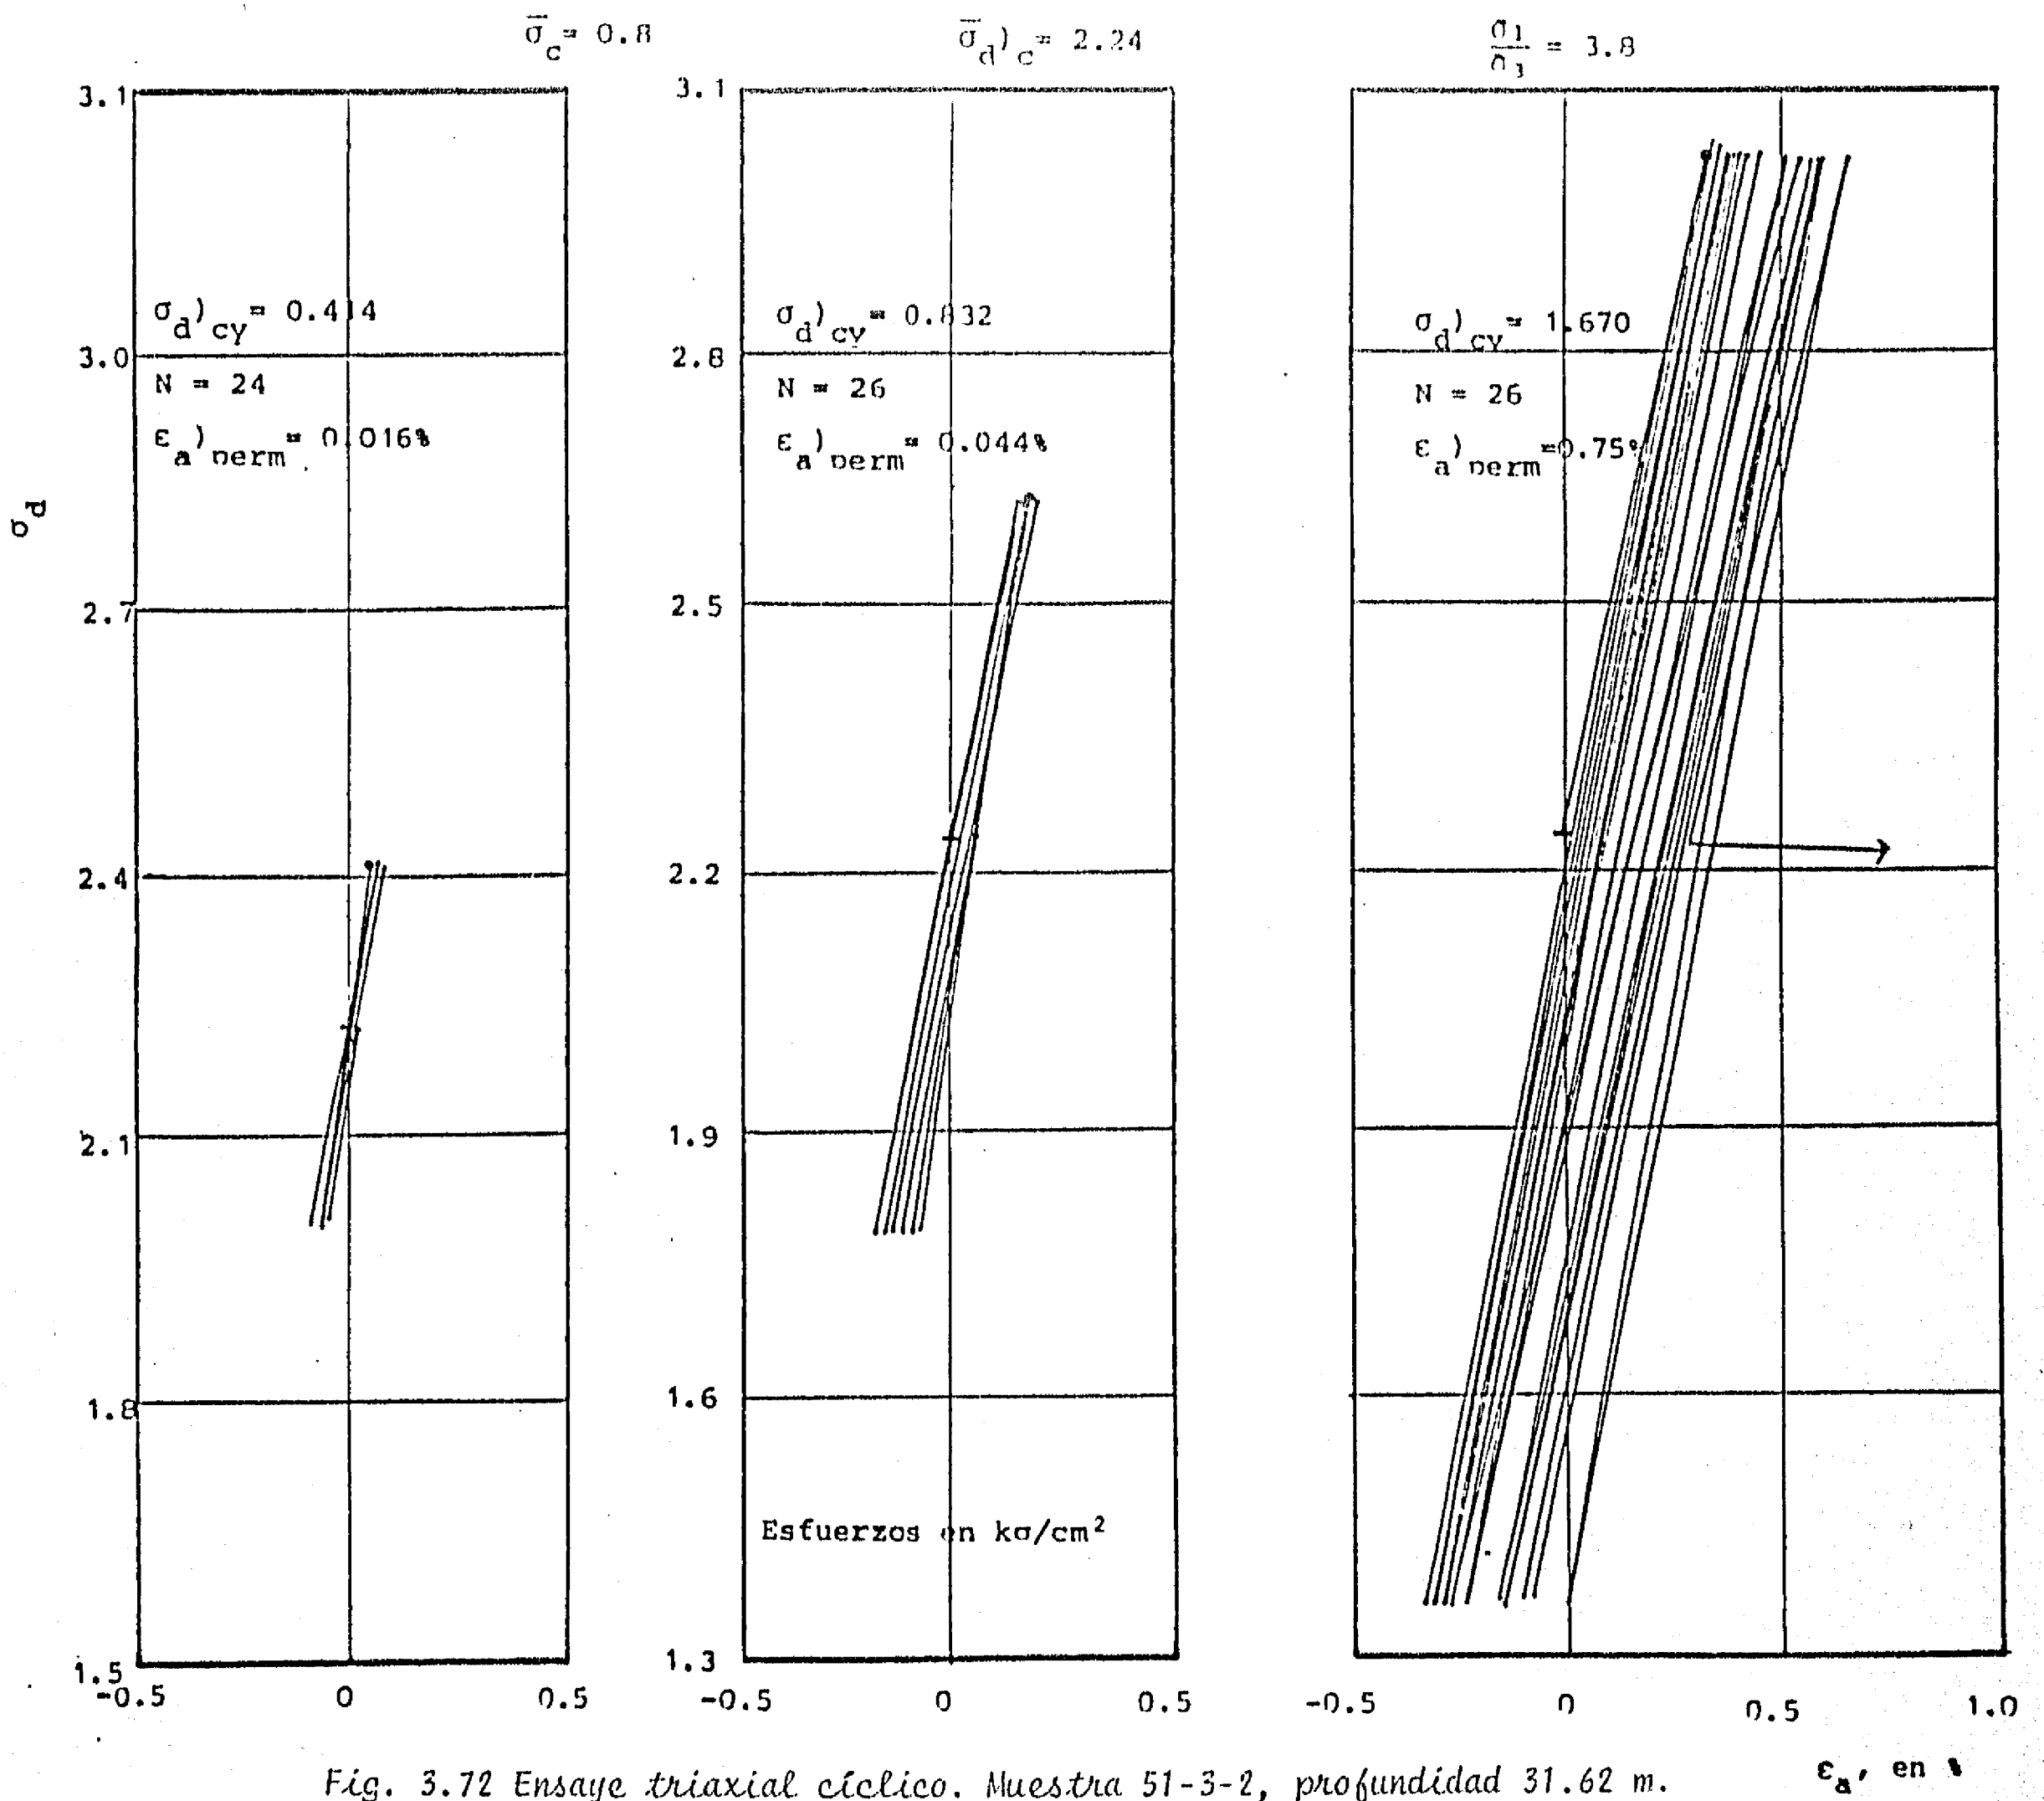 σ̄c = 0.8
σ̄d)c = 2.24
σ1/σ3 = 3.8
3.1
3.0
2.7
2.4
2.1
1.8
1.5
σd
σd)cy = 0.414
N = 24
εa)perm = 0.016%
-0.5 0 0.5
3.1
2.8
2.5
2.2
1.9
1.6
1.3
σd)cy = 0.832
N = 26
εa)perm = 0.044%
Esfuerzos en kg/cm²
-0.5 0 0.5
σd)cy = 1.670
N = 26
εa)perm = 0.75%
-0.5 0 0.5 1.0
εa, en %
Fig. 3.72 Ensaye triaxial cíclico. Muestra 51-3-2, profundidad 31.62 m.